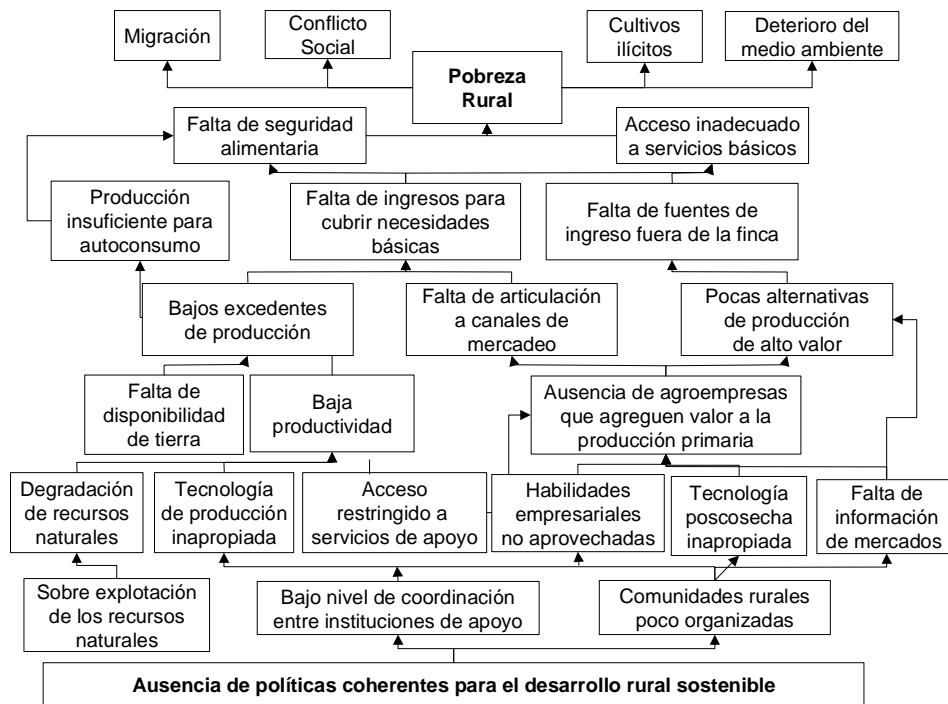 Migración
Conflicto
Social
Cultivos
ilícitos
Deterioro del
medio ambiente
Pobreza
Rural
Falta de seguridad
alimentaria
Acceso inadecuado
a servicios básicos
Producción
insuficiente para
autoconsumo
Falta de ingresos para
cubrir necesidades
básicas
Falta de fuentes de
ingreso fuera de la finca
Bajos excedentes
de producción
Falta de articulación
a canales de
mercadeo
Pocas alternativas
de producción
de alto valor
Falta de
disponibilidad
de tierra
Baja
productividad
Ausencia de agroempresas
que agreguen valor a la
producción primaria
Degradación
de recursos
naturales
Tecnología
de producción
inapropiada
Acceso
restringido a
servicios de apoyo
Habilidades
empresariales
no aprovechadas
Tecnología
poscosecha
inapropiada
Falta de
información
de mercados
Sobre explotación
de los recursos
naturales
Bajo nivel de coordinación
entre instituciones de apoyo
Comunidades rurales
poco organizadas
Ausencia de políticas coherentes para el desarrollo rural sostenible